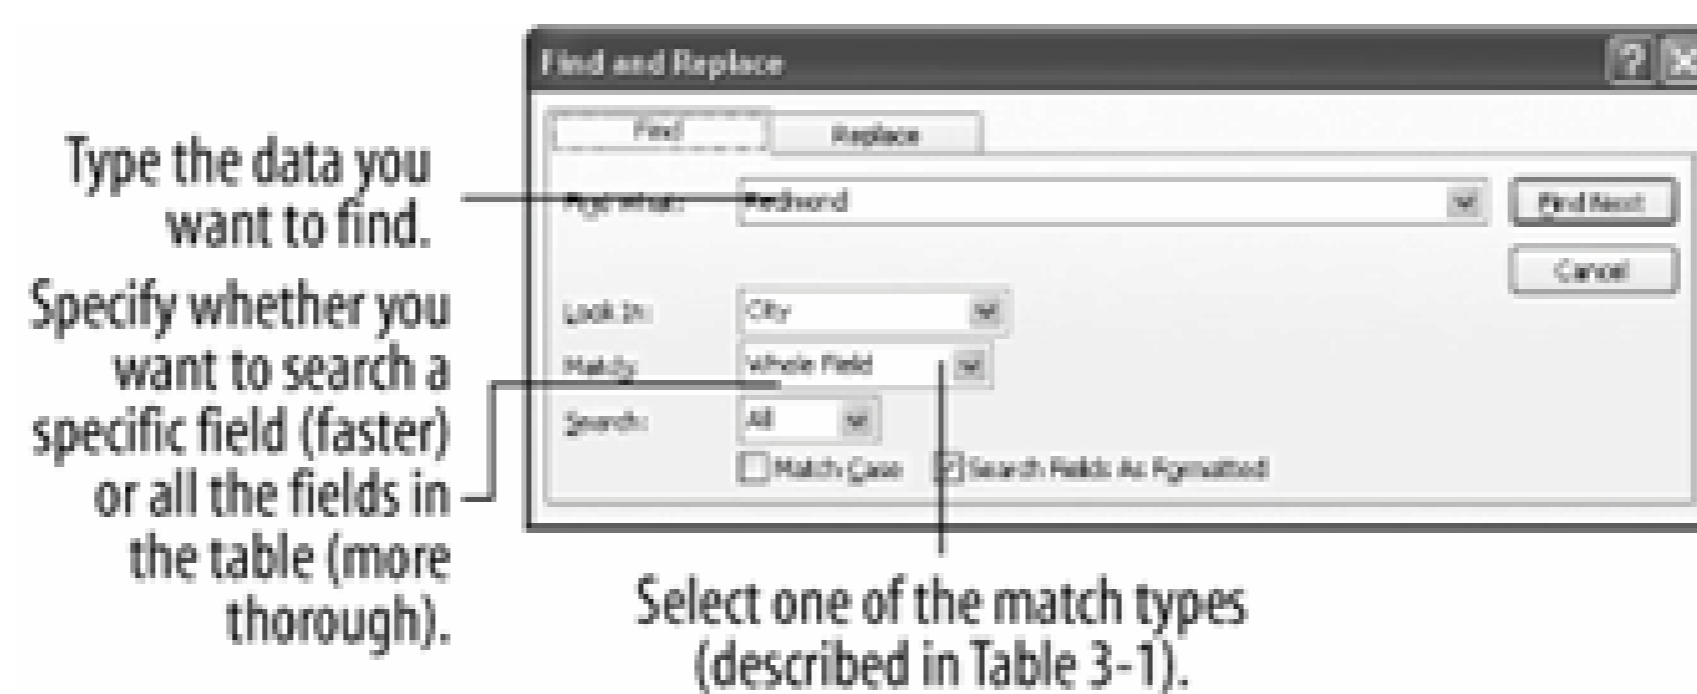 Find and Replace
Find Replace
Type the data you
want to find.
Find What: Redmond Find Next
Cancel
Specify whether you
want to search a
specific field (faster)
or all the fields in
the table (more
thorough).
Look In: City
Match: Whole Field
Search: All
Match Case Search Fields As Formatted
Select one of the match types
(described in Table 3-1).